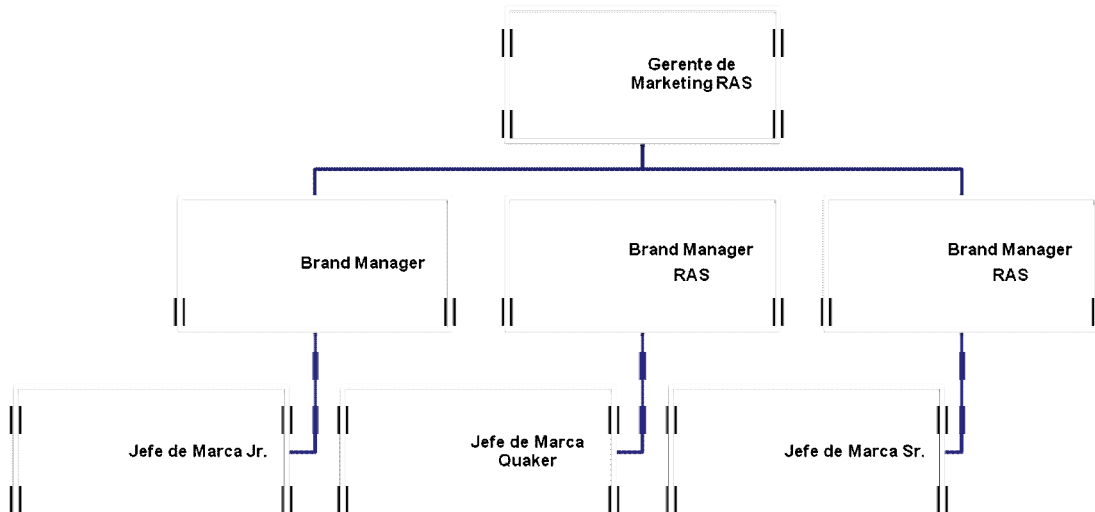 Gerente de
Marketing RAS
Brand Manager
Brand Manager
RAS
Brand Manager
RAS
Jefe de Marca Jr.
Jefe de Marca
Quaker
Jefe de Marca Sr.